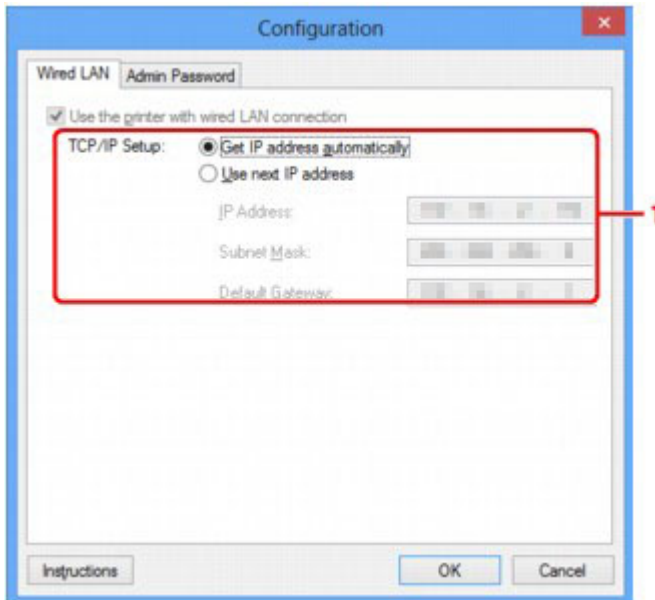 Configuration
Wired LAN Admin Password
Use the printer with wired LAN connection
TCP/IP Setup: Get IP address automatically
Use next IP address
IP Address:
Subnet Mask:
Default Gateway:
Instructions OK Cancel